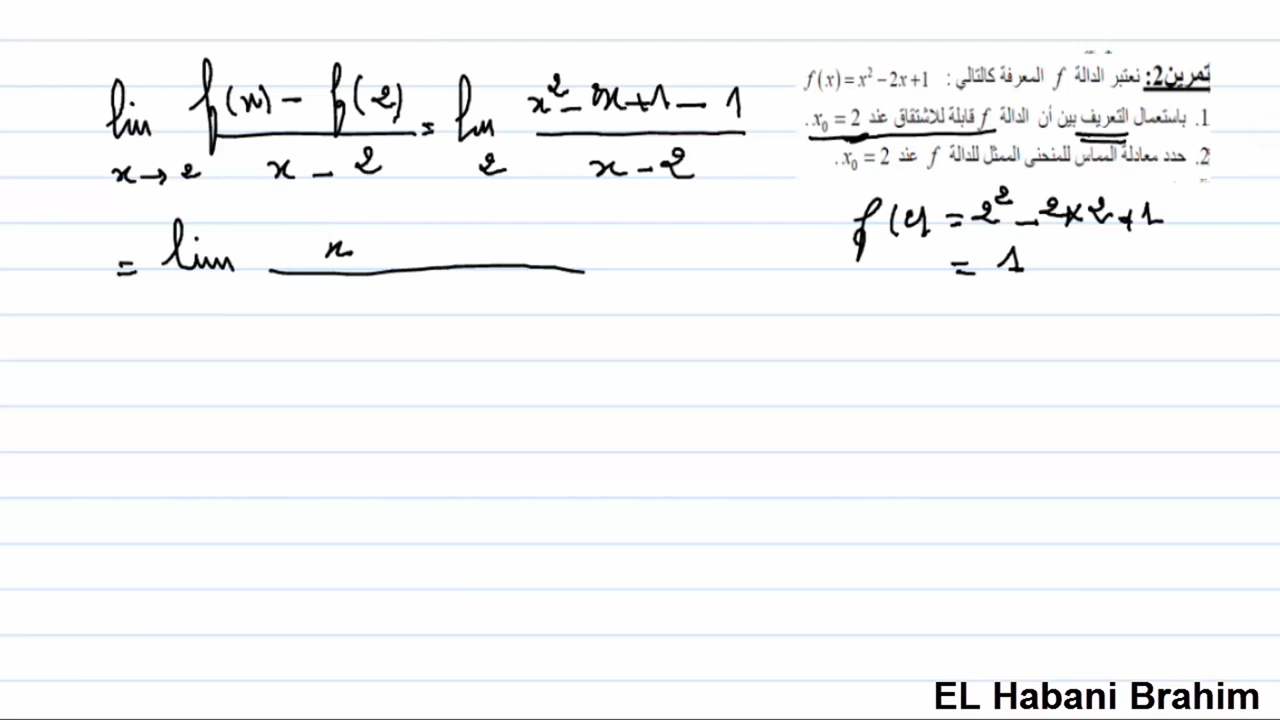 تمرين2: نعتبر الدالة f المعرفة كالتالي : f(x)=x²−2x+1
1. باستعمال التعريف بين أن الدالة f قابلة للاشتقاق عند x₀ = 2 .
2. حدد معادلة المماس للمنحنى الممثل للدالة f عند x₀ = 2 .
lim x→2 (f(x) − f(2))/(x − 2) = lim 2 (x² − 2x + 1 − 1)/(x − 2)
f(2) = 2² − 2×2 + 1
= 1
= lim x
EL Habani Brahim